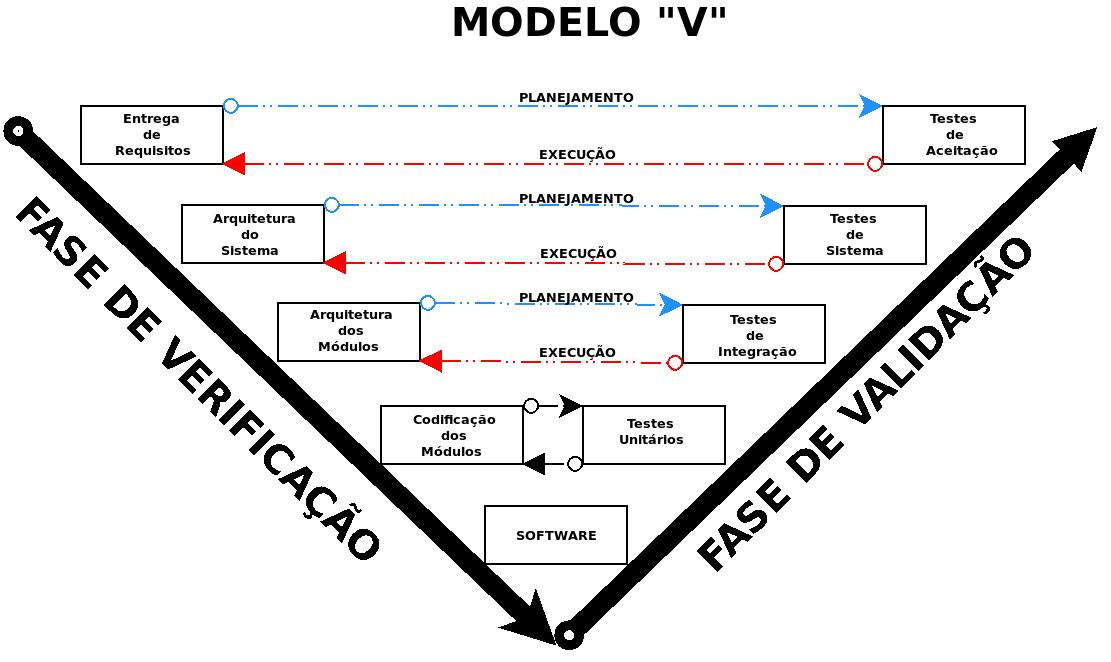 MODELO "V"
PLANEJAMENTO
Entrega
de
Requisitos
Testes
de
Aceitação
EXECUÇÃO
PLANEJAMENTO
Arquitetura
do
Sistema
Testes
de
Sistema
EXECUÇÃO
PLANEJAMENTO
Arquitetura
dos
Módulos
Testes
de
Integração
EXECUÇÃO
Codificação
dos
Módulos
Testes
Unitários
SOFTWARE
FASE DE VERIFICAÇÃO
FASE DE VALIDAÇÃO